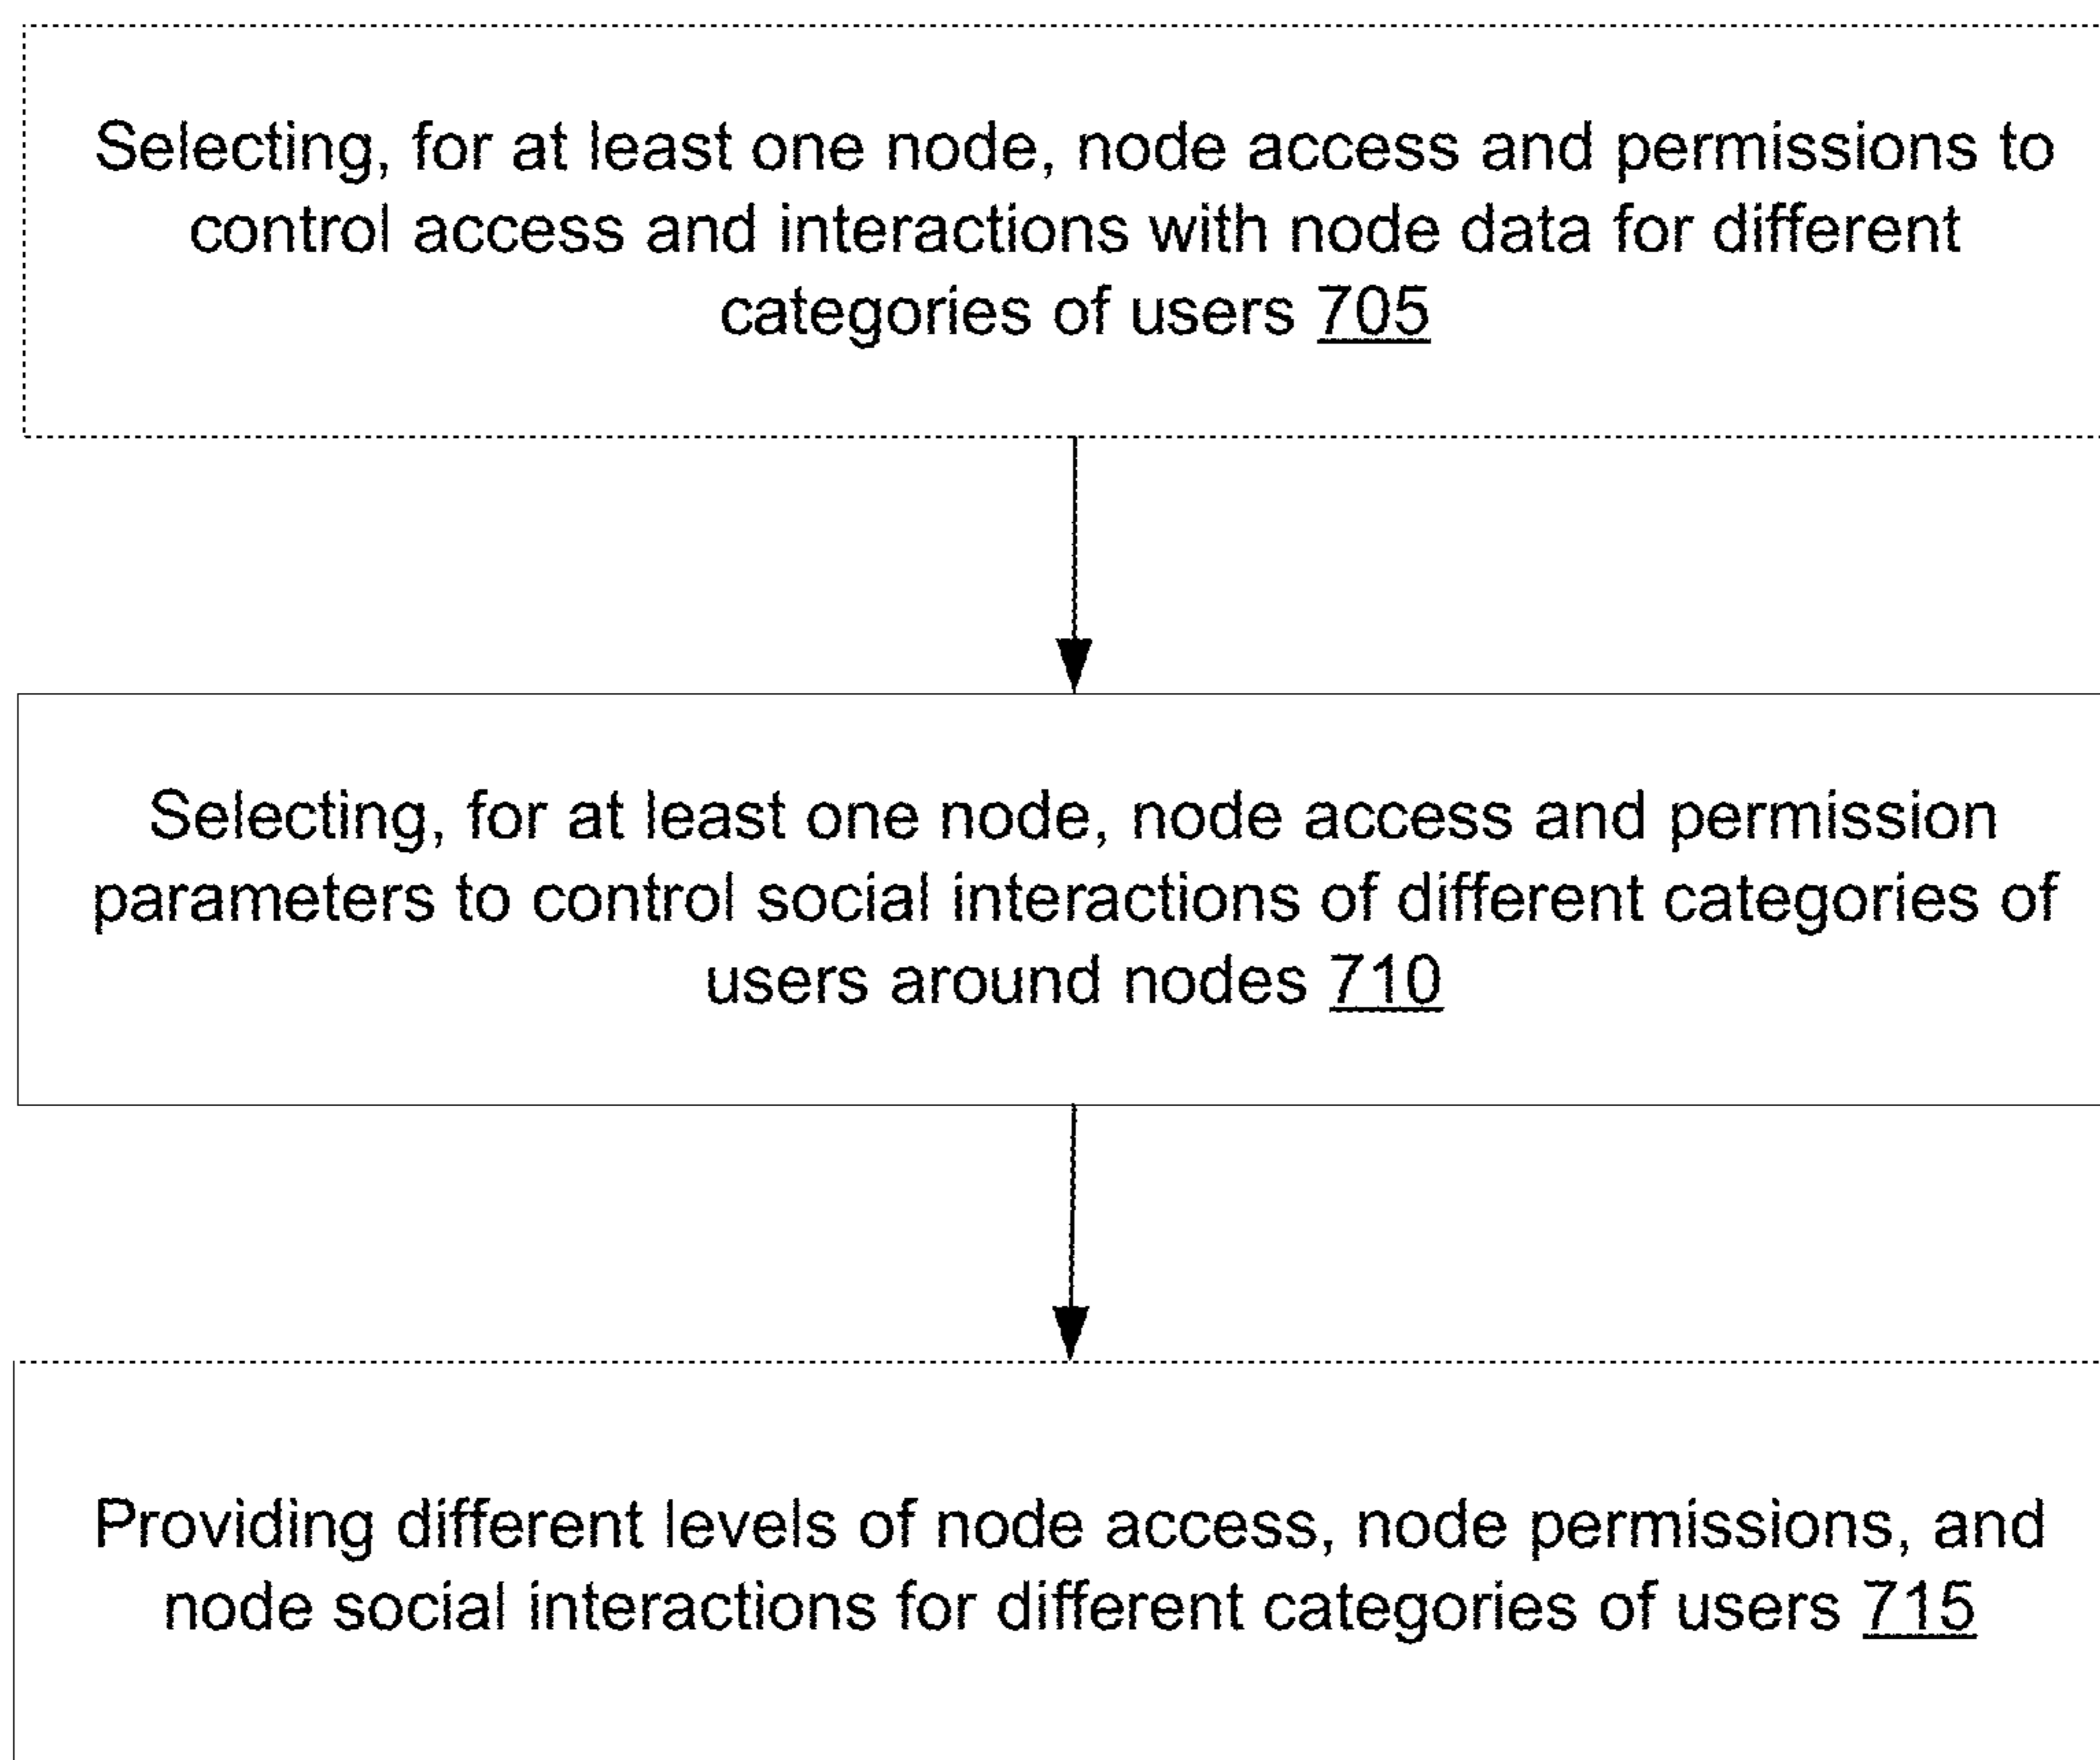 Selecting, for at least one node, node access and permissions to
control access and interactions with node data for different
categories of users 705
Selecting, for at least one node, node access and permission
parameters to control social interactions of different categories of
users around nodes 710
Providing different levels of node access, node permissions, and
node social interactions for different categories of users 715